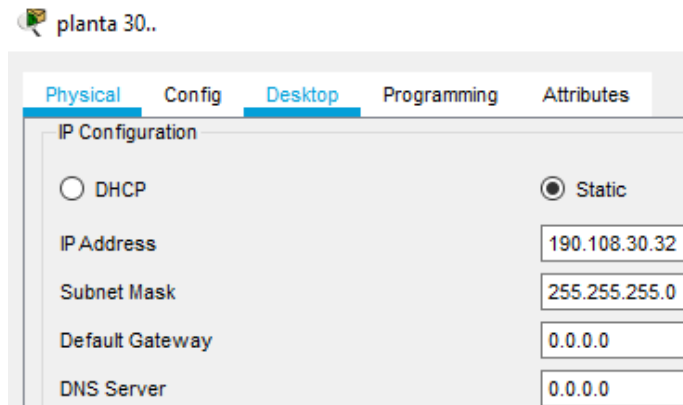 planta 30..
Physical Config Desktop Programming Attributes
IP Configuration
DHCP Static
IP Address 190.108.30.32
Subnet Mask 255.255.255.0
Default Gateway 0.0.0.0
DNS Server 0.0.0.0